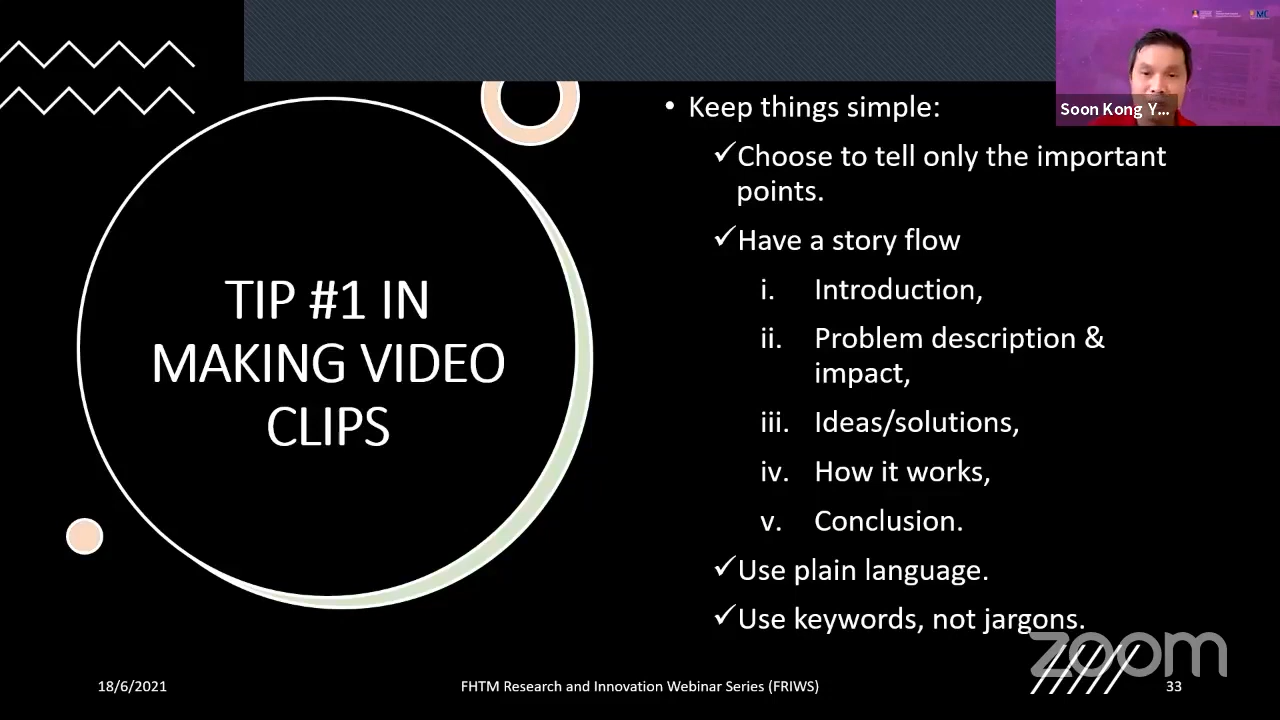 Soon Kong Y...
TIP #1 IN
MAKING VIDEO
CLIPS
• Keep things simple:
✓Choose to tell only the important
points.
✓Have a story flow
i. Introduction,
ii. Problem description &
impact,
iii. Ideas/solutions,
iv. How it works,
v. Conclusion.
✓Use plain language.
✓Use keywords, not jargons.
zoom
18/6/2021
FHTM Research and Innovation Webinar Series (FRIWS)
33